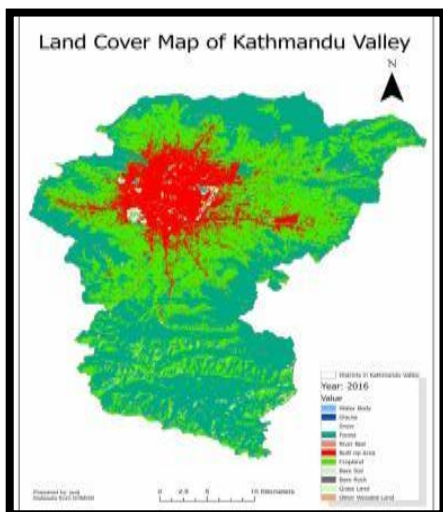 Land Cover Map of Kathmandu Valley
N
Districts in Kathmandu Valley
Year: 2016
Value
Water Body
Glacier
Snow
Forest
River Bed
Built Up Area
Cropland
Bare Soil
Bare Rock
Grass Land
Other Wooded Land
Prepared by
0 2.5 5 10 Kilometers